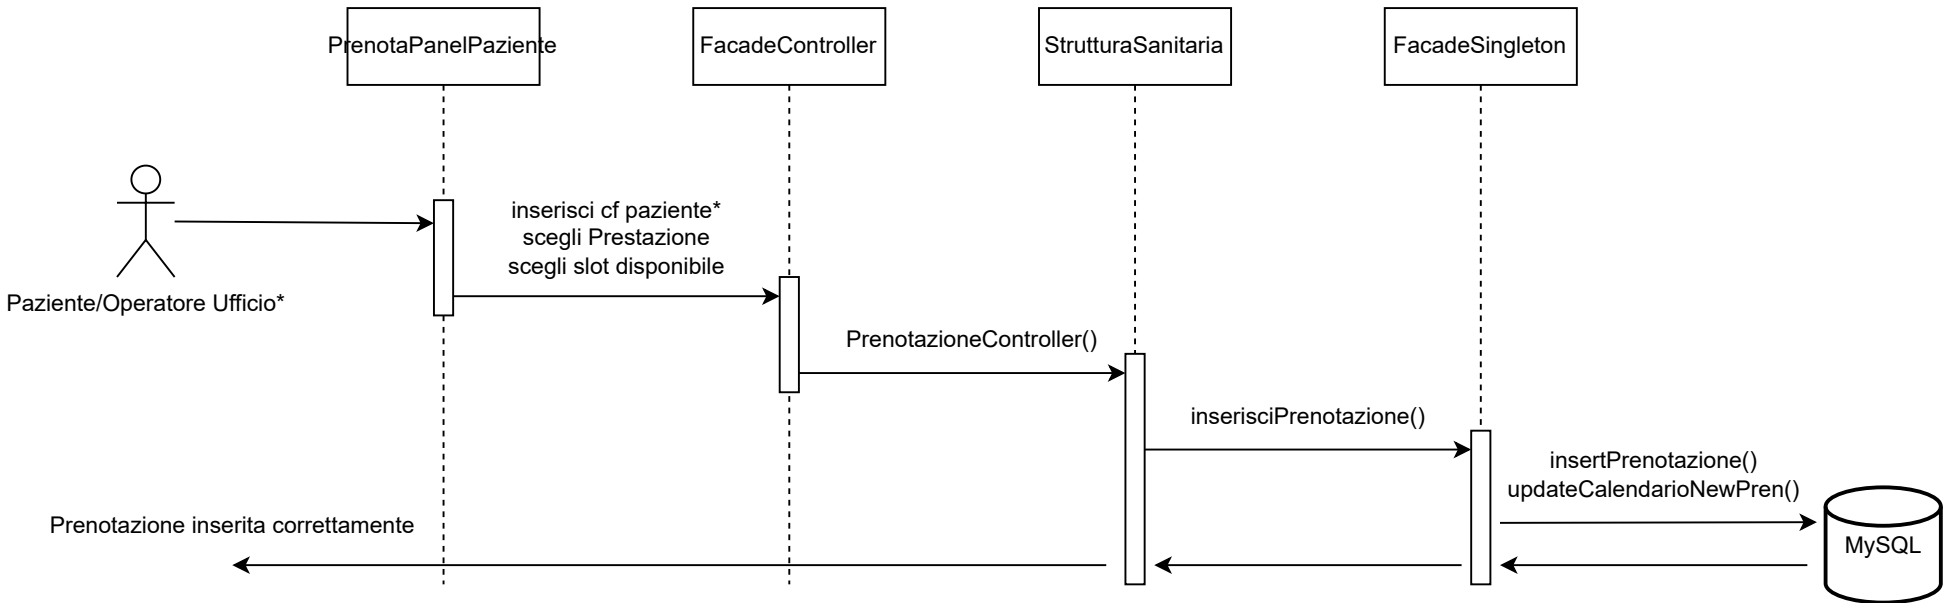 PrenotaPanelPaziente
FacadeController
StrutturaSanitaria
FacadeSingleton
inserisci cf paziente*
scegli Prestazione
scegli slot disponibile
Paziente/Operatore Ufficio*
PrenotazioneController()
inserisciPrenotazione()
insertPrenotazione()
updateCalendarioNewPren()
Prenotazione inserita correttamente
MySQL